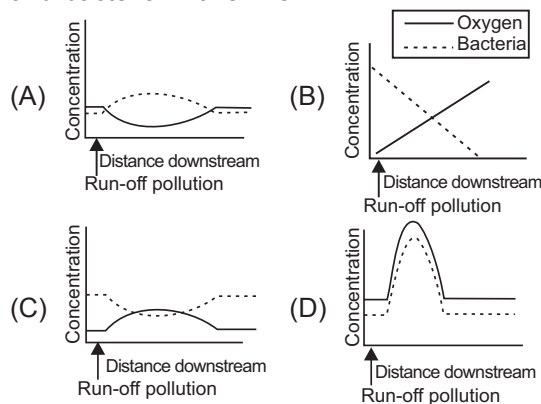 Oxygen
Bacteria
(A)
Concentration
Distance downstream
Run-off pollution
(B)
Concentration
Distance downstream
Run-off pollution
(C)
Concentration
Distance downstream
Run-off pollution
(D)
Concentration
Distance downstream
Run-off pollution